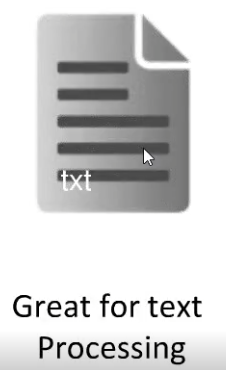 txt
Great for text
Processing